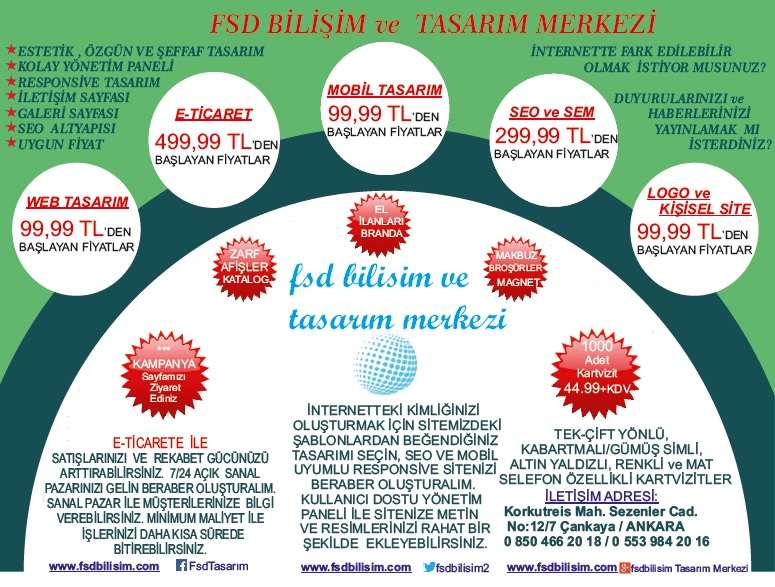 FSD BİLİŞİM ve TASARIM MERKEZİ
ESTETİK , ÖZGÜN VE ŞEFFAF TASARIM
KOLAY YÖNETİM PANELİ
RESPONSİVE TASARIM
İLETİŞİM SAYFASI
GALERİ SAYFASI
SEO ALTYAPISI
UYGUN FİYAT
İNTERNETTE FARK EDİLEBİLİR
OLMAK İSTİYOR MUSUNUZ?
DUYURULARINIZI ve
HABERLERİNİZİ
YAYINLAMAK MI
İSTERDİNİZ?
WEB TASARIM
99,99 TL'DEN
BAŞLAYAN FİYATLAR
E-TİCARET
499,99 TL'DEN
BAŞLAYAN FİYATLAR
MOBİL TASARIM
99,99 TL'DEN
BAŞLAYAN FİYATLAR
SEO ve SEM
299,99 TL'DEN
BAŞLAYAN FİYATLAR
LOGO ve
KİŞİSEL SİTE
99,99 TL'DEN
BAŞLAYAN FİYATLAR
ZARF
AFİŞLER
KATALOG
EL
İLANLARI
BRANDA
MAKBUZ
BROŞÜRLER
MAGNET
fsd bilisim ve
tasarım merkezi
***
KAMPANYA
Sayfamızı
Ziyaret
Ediniz
1000
Adet
Kartvizit
44.99+KDV
E-TİCARETE İLE
SATIŞLARINIZI VE REKABET GÜCÜNÜZÜ
ARTTIRABİLİRSİNİZ. 7/24 AÇIK SANAL
PAZARINIZI GELİN BERABER OLUŞTURALIM.
SANAL PAZAR İLE MÜŞTERİLERİNİZE BİLGİ
VEREBİLİRSİNİZ. MİNİMUM MALİYET İLE
İŞLERİNİZİ DAHA KISA SÜREDE
BİTİREBİLİRSİNİZ.
www.fsdbilisim.com FsdTasarım
İNTERNETTEKİ KİMLİĞİNİZİ
OLUŞTURMAK İÇİN SİTEMİZDEKİ
ŞABLONLARDAN BEĞENDİĞİNİZ
TASARIMI SEÇİN, SEO VE MOBİL
UYUMLU RESPONSİVE SİTENİZİ
BERABER OLUŞTURALIM.
KULLANICI DOSTU YÖNETİM
PANELİ İLE SİTENİZE METİN
VE RESİMLERİNİZİ RAHAT BİR
ŞEKİLDE EKLEYEBİLİRSİNİZ.
www.fsdbilisim.com fsdbilisim2
TEK-ÇİFT YÖNLÜ,
KABARTMALI/GÜMÜŞ SİMLİ,
ALTIN YALDIZLI, RENKLİ ve MAT
SELEFON ÖZELLİKLİ KARTVİZİTLER
İLETİŞİM ADRESİ:
Korkutreis Mah. Sezenler Cad.
No:12/7 Çankaya / ANKARA
0 850 466 20 18 / 0 553 984 20 16
www.fsdbilisim.com fsdbilisim Tasarım Merkezi